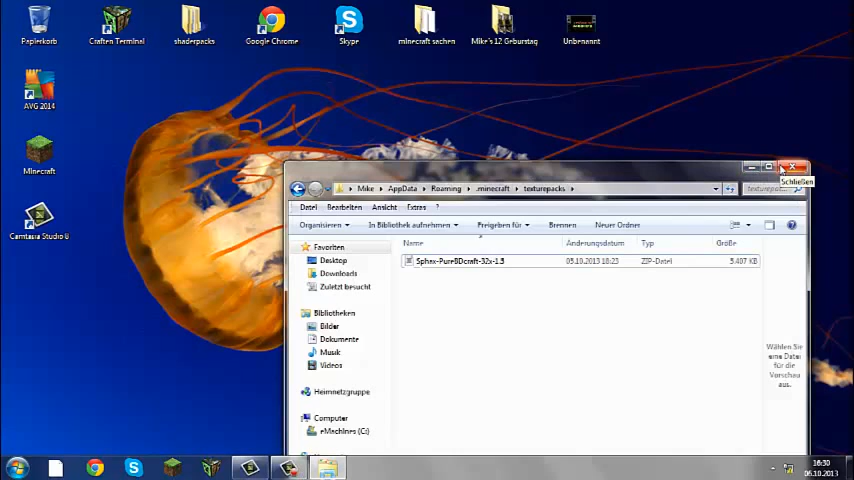 Papierkorb
Craften Terminal
shaderpacks
Google Chrome
Skype
minecraft sachen
Mike's 12 Geburstag
Unbenannt
AVG 2014
Minecraft
Camtasia Studio 8
Schließen
Mike ▸ AppData ▸ Roaming ▸ .minecraft ▸ texturepacks ▸
Datei Bearbeiten Ansicht Extras ?
Organisieren In Bibliothek aufnehmen Freigeben für Brennen Neuer Ordner
Name Änderungsdatum Typ Größe
Favoriten
Desktop
Downloads
Zuletzt besucht
Bibliotheken
Bilder
Dokumente
Musik
Videos
Heimnetzgruppe
Computer
eMachines (C:)
Sphax-PureBDcraft-32x-1.5 05.10.2013 18:23 ZIP-Datei 5.407 KB
Wählen Sie
eine Datei
für die
Vorschau
aus.
16:30
06.10.2013